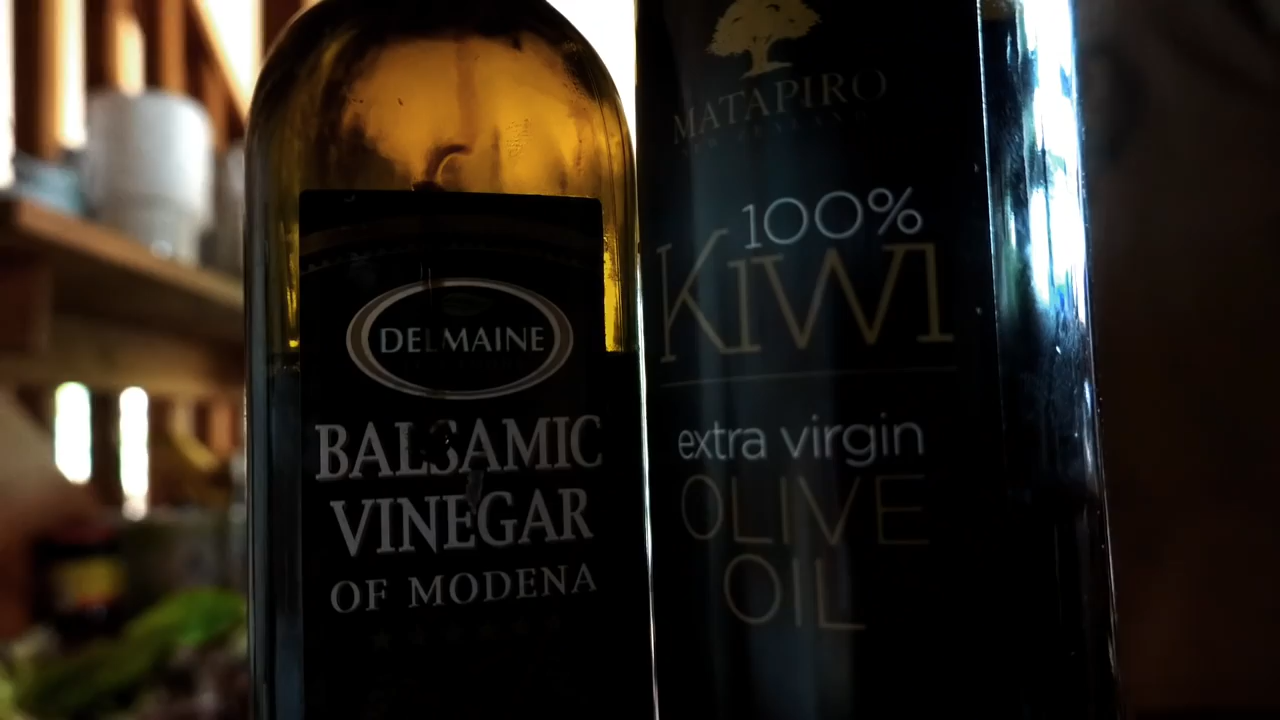 DELMAINE
BALSAMIC
VINEGAR
OF MODENA
MATAPIRO
100%
KIWI
extra virgin
OLIVE
OIL